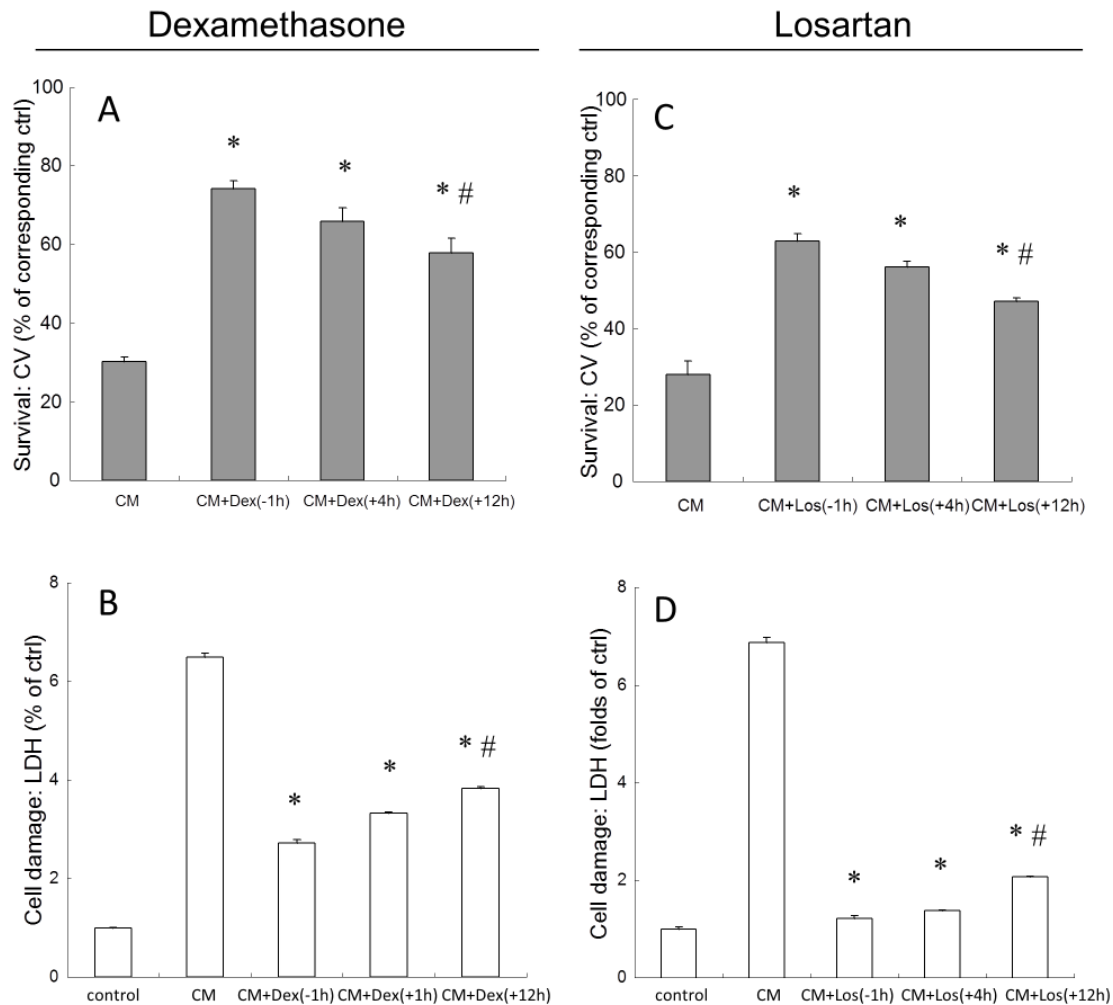 Dexamethasone
Losartan
A
Survival: CV (% of corresponding ctrl)
100
80
60
40
20
0
*
*
* #
CM
CM+Dex(-1h)
CM+Dex(+4h)
CM+Dex(+12h)
C
Survival: CV (% of corresponding ctrl)
100
80
60
40
20
0
*
*
* #
CM
CM+Los(-1h)
CM+Los(+4h)
CM+Los(+12h)
B
Cell damage: LDH (% of ctrl)
8
6
4
2
0
*
*
* #
control
CM
CM+Dex(-1h)
CM+Dex(+1h)
CM+Dex(+12h)
D
Cell damage: LDH (folds of ctrl)
8
6
4
2
0
*
*
* #
control
CM
CM+Los(-1h)
CM+Los(+4h)
CM+Los(+12h)